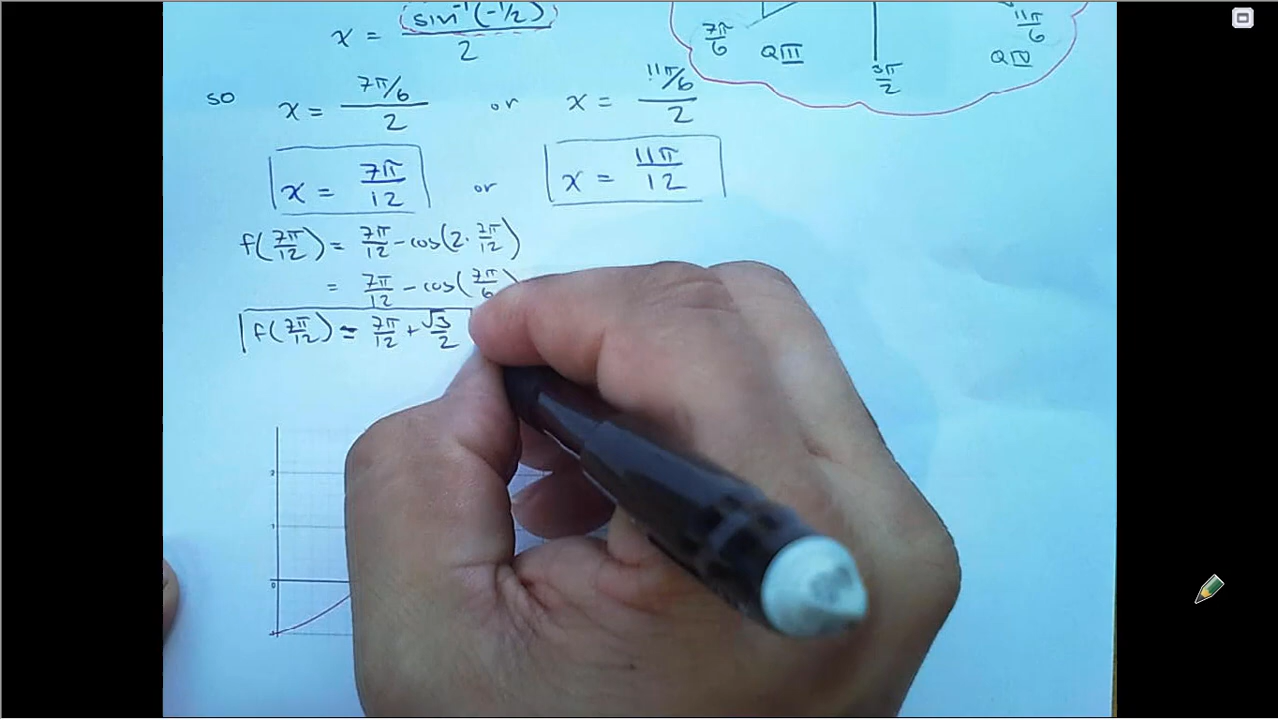 x = sin⁻¹(-1/2) / 2
7π/6 QIII 3π/2 QIV 11π/6
so x = 7π/6 / 2 or x = 11π/6 / 2
x = 7π/12 or x = 11π/12
f(7π/12) = 7π/12 - cos(2·7π/12)
= 7π/12 - cos(7π/6)
f(7π/12) = 7π/12 + √3/2
2
1
0